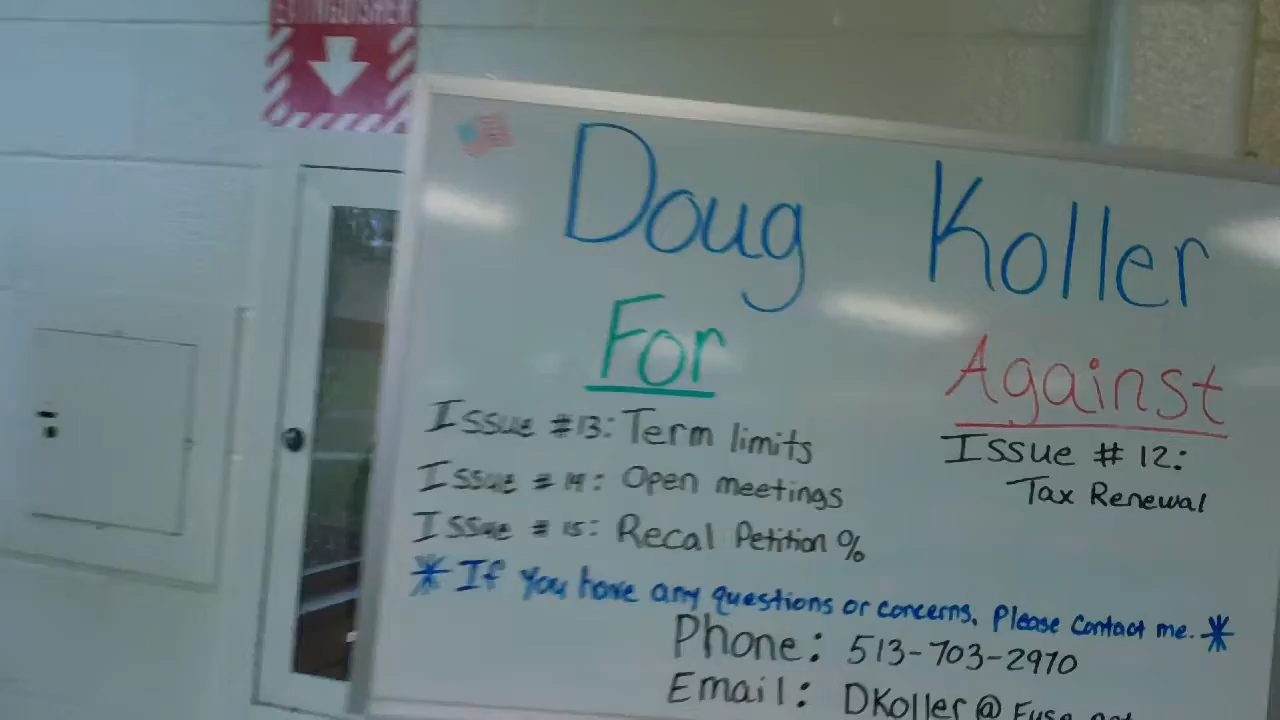 EXTINGUISHER
Doug Koller
For
Against
Issue #13: Term limits
Issue #14: Open meetings
Issue #15: Recal Petition %
Issue # 12:
Tax Renewal
*If you have any questions or concerns, Please contact me.*
Phone: 513-703-2970
Email: DKoller@